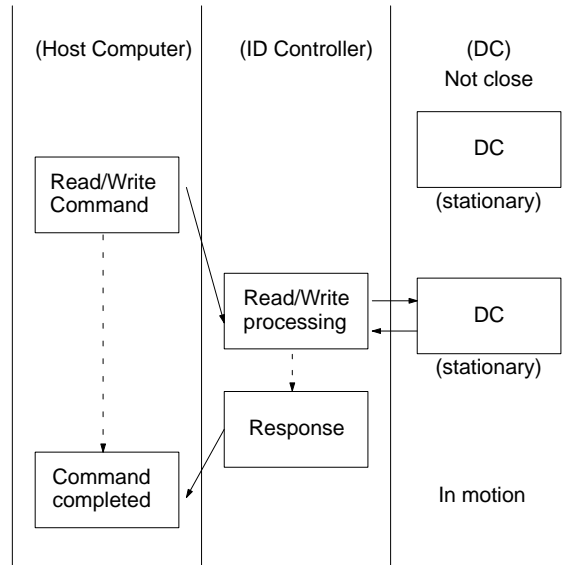 (Host Computer)
(ID Controller)
(DC)
Not close
DC
(stationary)
Read/Write
Command
Read/Write
processing
DC
(stationary)
Response
Command
completed
In motion